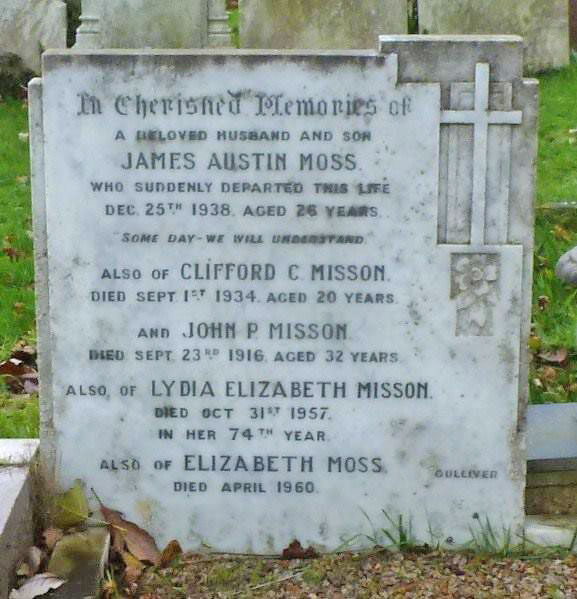 In Cherished Memories of
A BELOVED HUSBAND AND SON
JAMES AUSTIN MOSS.
WHO SUDDENLY DEPARTED THIS LIFE
DEC. 25TH 1938. AGED 26 YEARS.
"SOME DAY-WE WILL UNDERSTAND."
ALSO OF CLIFFORD C. MISSON.
DIED SEPT. 1ST 1934. AGED 20 YEARS.
AND JOHN P. MISSON.
DIED SEPT. 23RD 1916. AGED 32 YEARS.
ALSO, OF LYDIA ELIZABETH MISSON.
DIED OCT 31ST 1957.
IN HER 74TH YEAR.
ALSO OF ELIZABETH MOSS.
DIED APRIL 1960.
GULLIVER